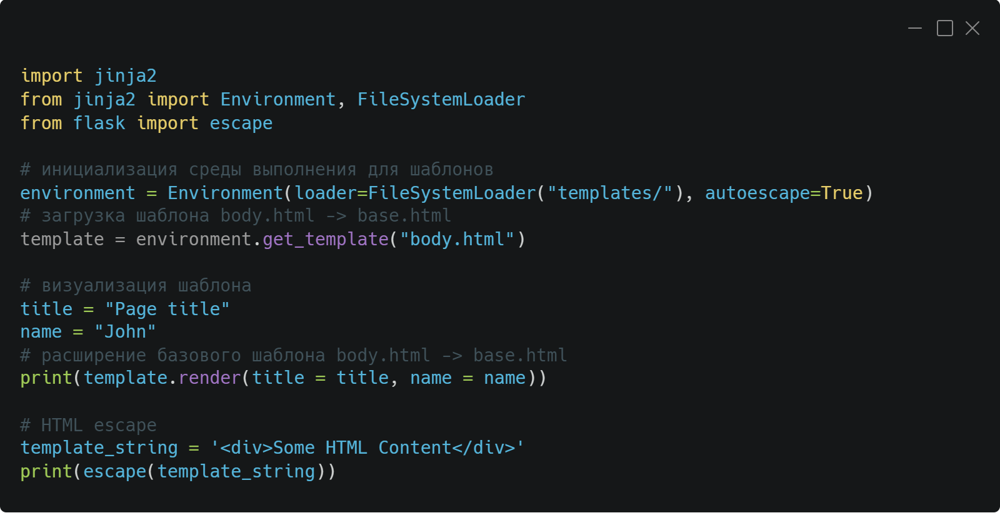 import jinja2
from jinja2 import Environment, FileSystemLoader
from flask import escape
# инициализация среды выполнения для шаблонов
environment = Environment(loader=FileSystemLoader("templates/"), autoescape=True)
# загрузка шаблона body.html -> base.html
template = environment.get_template("body.html")
# визуализация шаблона
title = "Page title"
name = "John"
# расширение базового шаблона body.html -> base.html
print(template.render(title = title, name = name))
# HTML escape
template_string = '<div>Some HTML Content</div>'
print(escape(template_string))